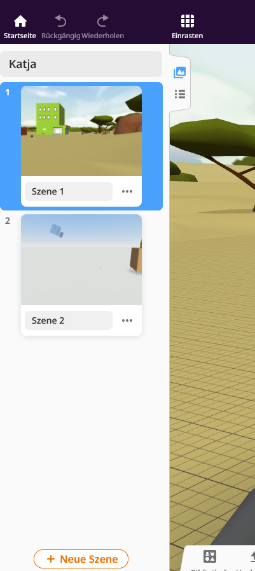 Startseite Rückgängig Wiederholen Einrasten
Katja
1
Szene 1
2
Szene 2
+ Neue Szene